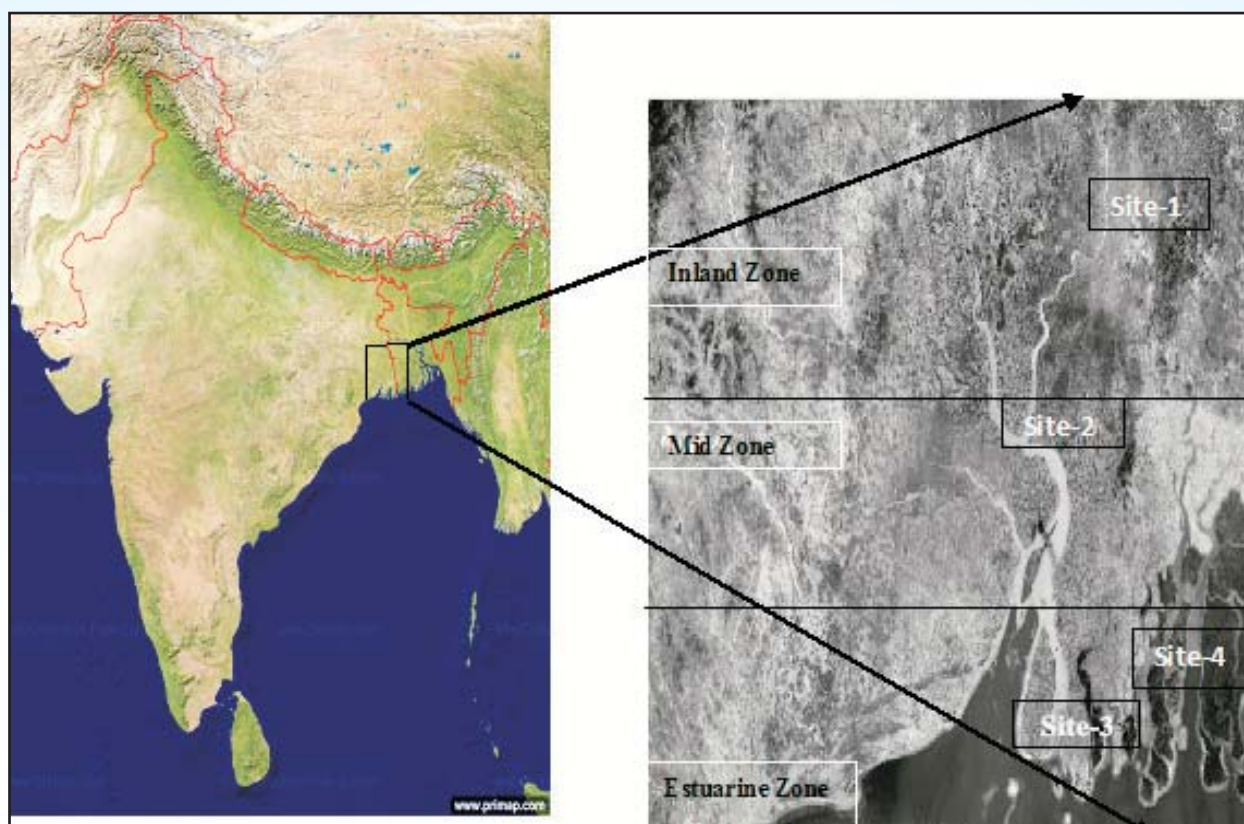 Site-1
Inland Zone
Site-2
Mid Zone
Site-4
Site-3
Estuarine Zone
www.primap.com